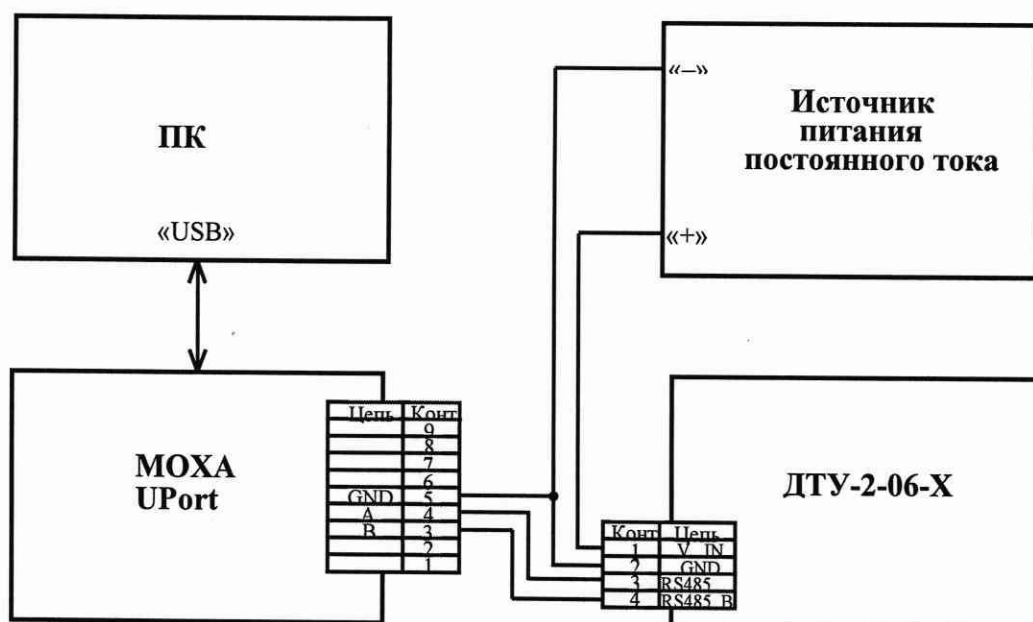 ПК
«USB»
«–»
Источник
питания
постоянного тока
«+»
МОХА
UPort
Цепь Конт
9
8
7
6
GND 5
A 4
B 3
2
1
ДТУ-2-06-Х
Конт Цепь
1 V_IN
2 GND
3 RS485
4 RS485_B